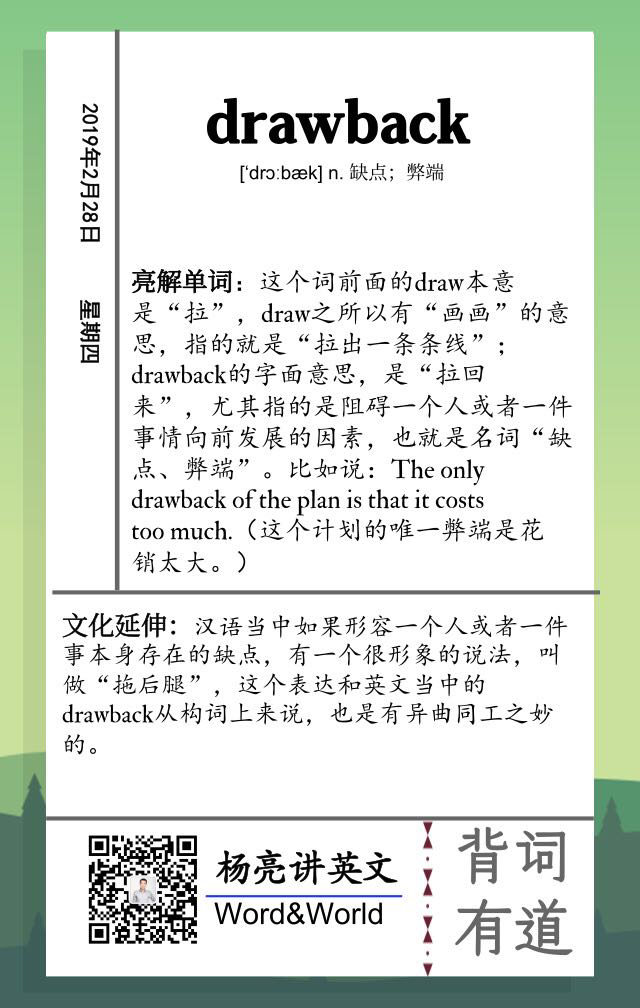 2019年2月28日
星期四
drawback
[ˈdrɔːbæk] n. 缺点；弊端
亮解单词：这个词前面的draw本意
是“拉”，draw之所以有“画画”的意
思，指的就是“拉出一条条线”；
drawback的字面意思，是“拉回
来”，尤其指的是阻碍一个人或者一件
事情向前发展的因素，也就是名词“缺
点、弊端”。比如说：The only
drawback of the plan is that it costs
too much.（这个计划的唯一弊端是花
销太大。）
文化延伸：汉语当中如果形容一个人或者一件
事本身存在的缺点，有一个很形象的说法，叫
做“拖后腿”，这个表达和英文当中的
drawback从构词上来说，也是有异曲同工之妙
的。
杨亮讲英文
Word&World
背词
有道